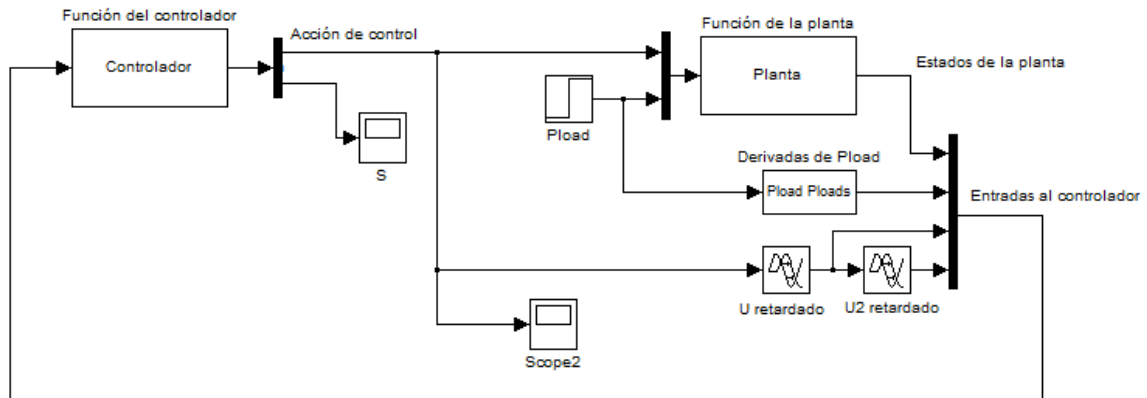 Función del controlador
Controlador
Acción de control
S
Pload
Función de la planta
Planta
Estados de la planta
Derivadas de Pload
Pload Ploads
Entradas al controlador
U retardado
U2 retardado
Scope2